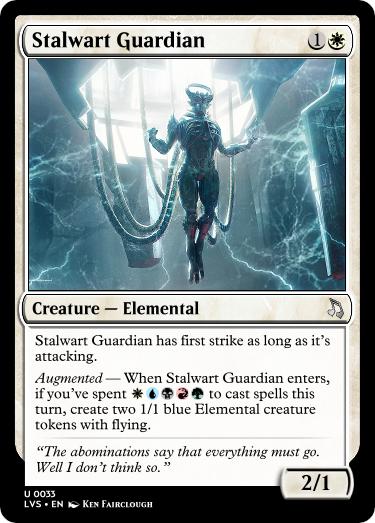 Stalwart Guardian 1
Creature — Elemental
Stalwart Guardian has first strike as long as it's
attacking.
Augmented — When Stalwart Guardian enters,
if you've spent to cast spells this
turn, create two 1/1 blue Elemental creature
tokens with flying.
"The abominations say that everything must go.
Well I don't think so."
2/1
U 0033
LVS • EN Ken Fairclough